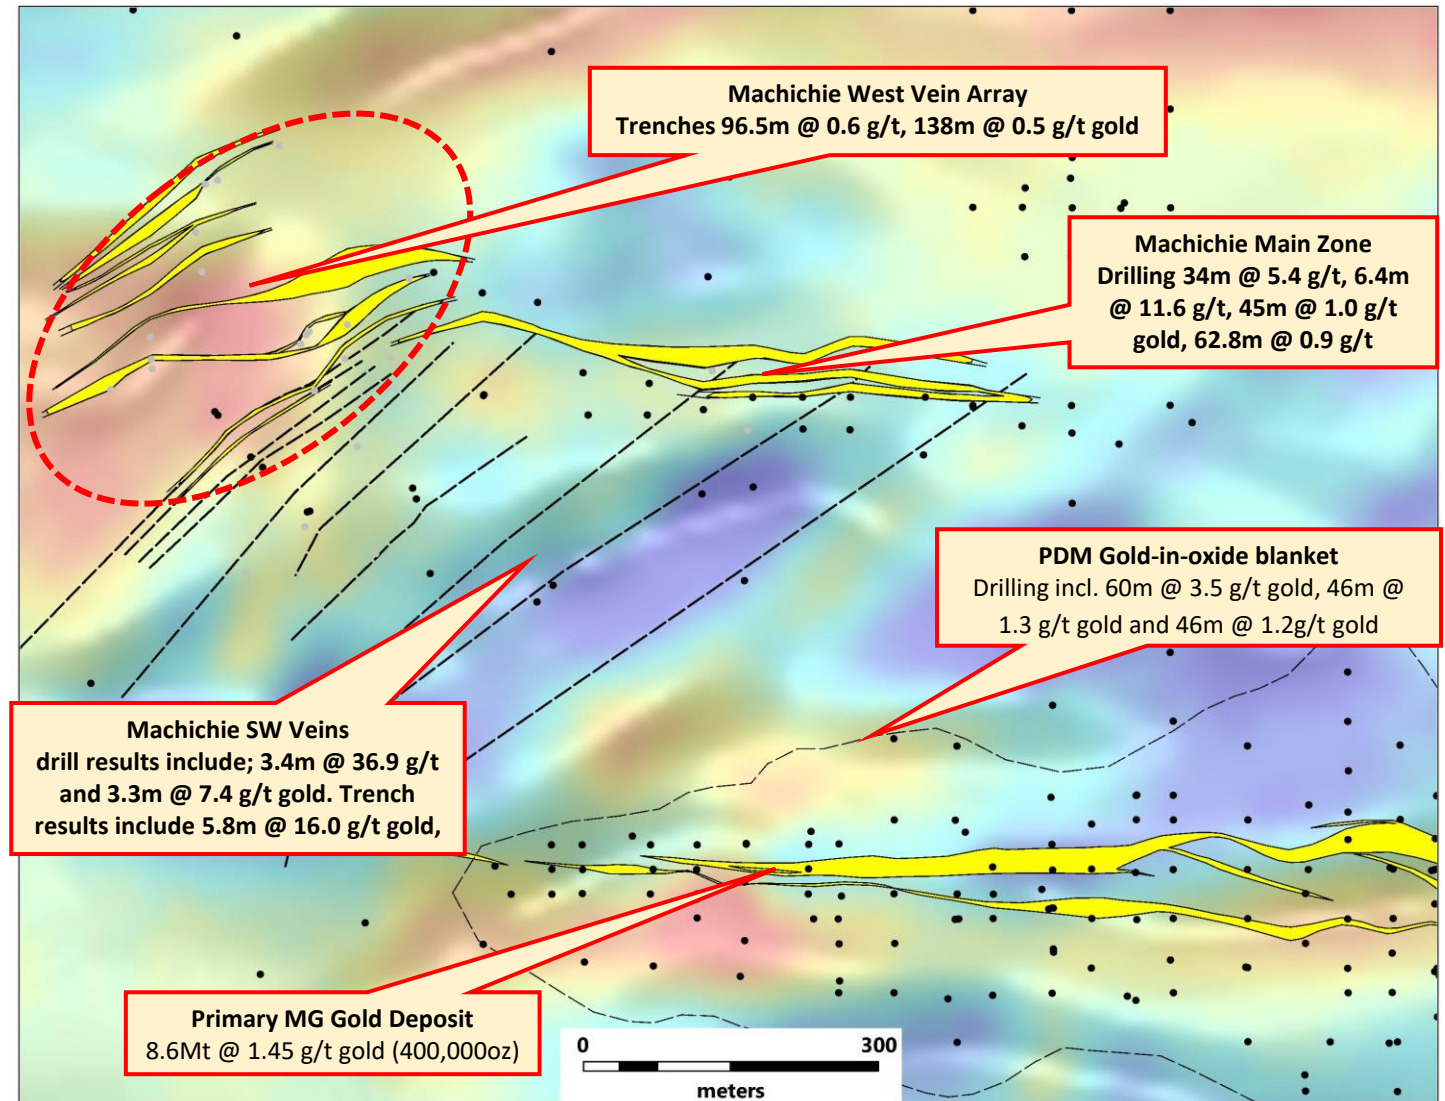 Machichie West Vein Array
Trenches 96.5m @ 0.6 g/t, 138m @ 0.5 g/t gold
Machichie Main Zone
Drilling 34m @ 5.4 g/t, 6.4m
@ 11.6 g/t, 45m @ 1.0 g/t
gold, 62.8m @ 0.9 g/t
PDM Gold-in-oxide blanket
Drilling incl. 60m @ 3.5 g/t gold, 46m @
1.3 g/t gold and 46m @ 1.2g/t gold
Machichie SW Veins
drill results include; 3.4m @ 36.9 g/t
and 3.3m @ 7.4 g/t gold. Trench
results include 5.8m @ 16.0 g/t gold,
Primary MG Gold Deposit
8.6Mt @ 1.45 g/t gold (400,000oz)
0 300
meters